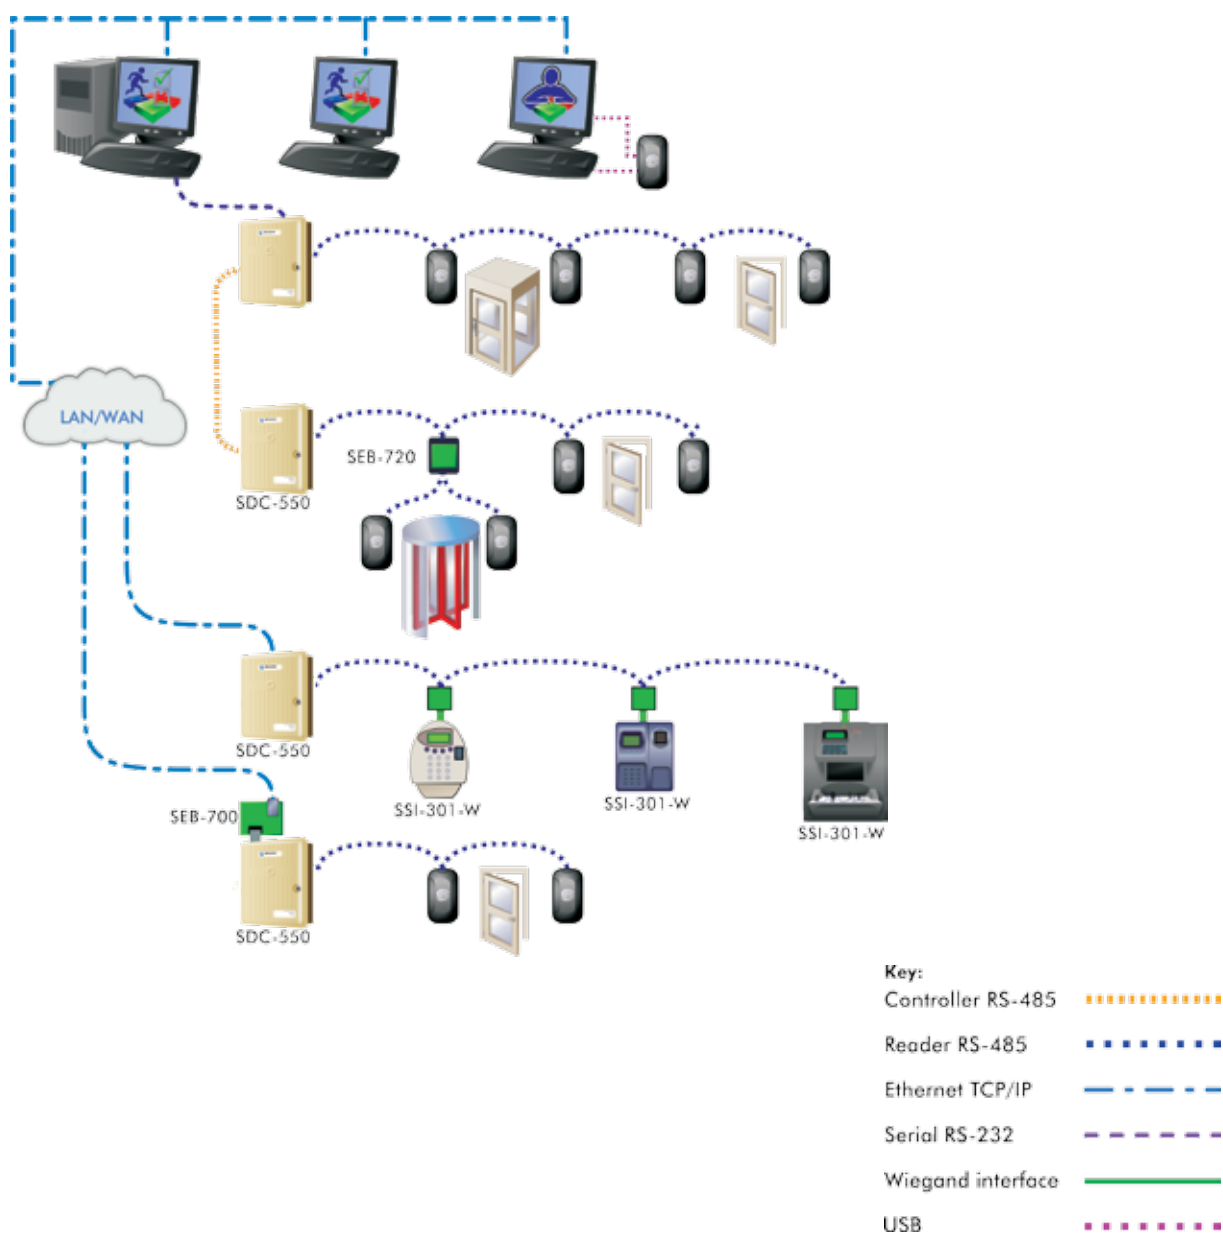 LAN/WAN
SEB-720
SDC-550
SDC-550
SSI-301-W
SSI-301-W
SSI-301-W
SEB-700
SDC-550
Key:
Controller RS-485
Reader RS-485
Ethernet TCP/IP
Serial RS-232
Wiegand interface
USB